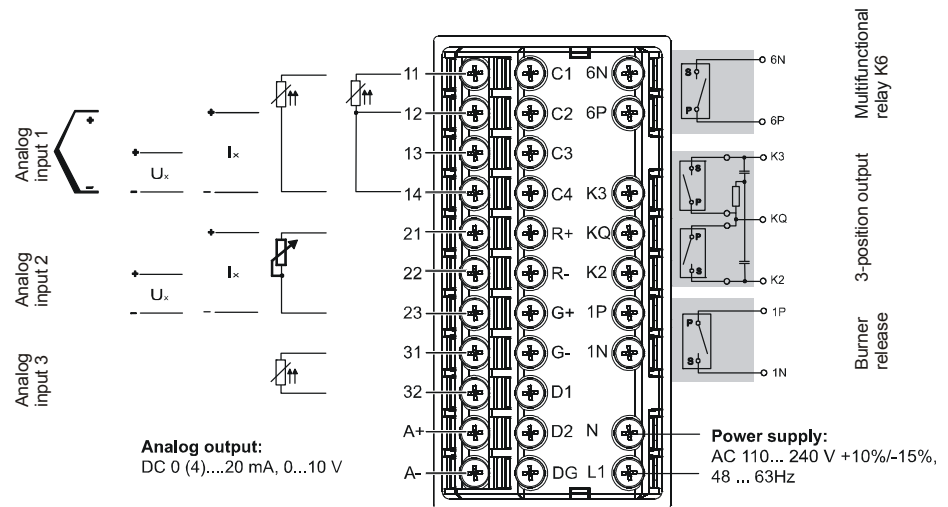 11 C1 6N
12 C2 6P
13 C3
14 C4 K3
21 R+ KQ
22 R- K2
23 G+ 1P
31 G- 1N
32 D1
A+ D2 N
A- DG L1
Analog
input 1
+
-
+
Uₓ
-
+
Iₓ
-
Analog
input 2
+
Uₓ
-
+
Iₓ
-
Analog
input 3
Analog output:
DC 0 (4)....20 mA, 0...10 V
S
P
6N
6P
Multifunctional
relay K6
S
P
P
S
K3
KQ
K2
3-position output
P
S
1P
1N
Burner
release
Power supply:
AC 110... 240 V +10%/-15%,
48 ... 63Hz